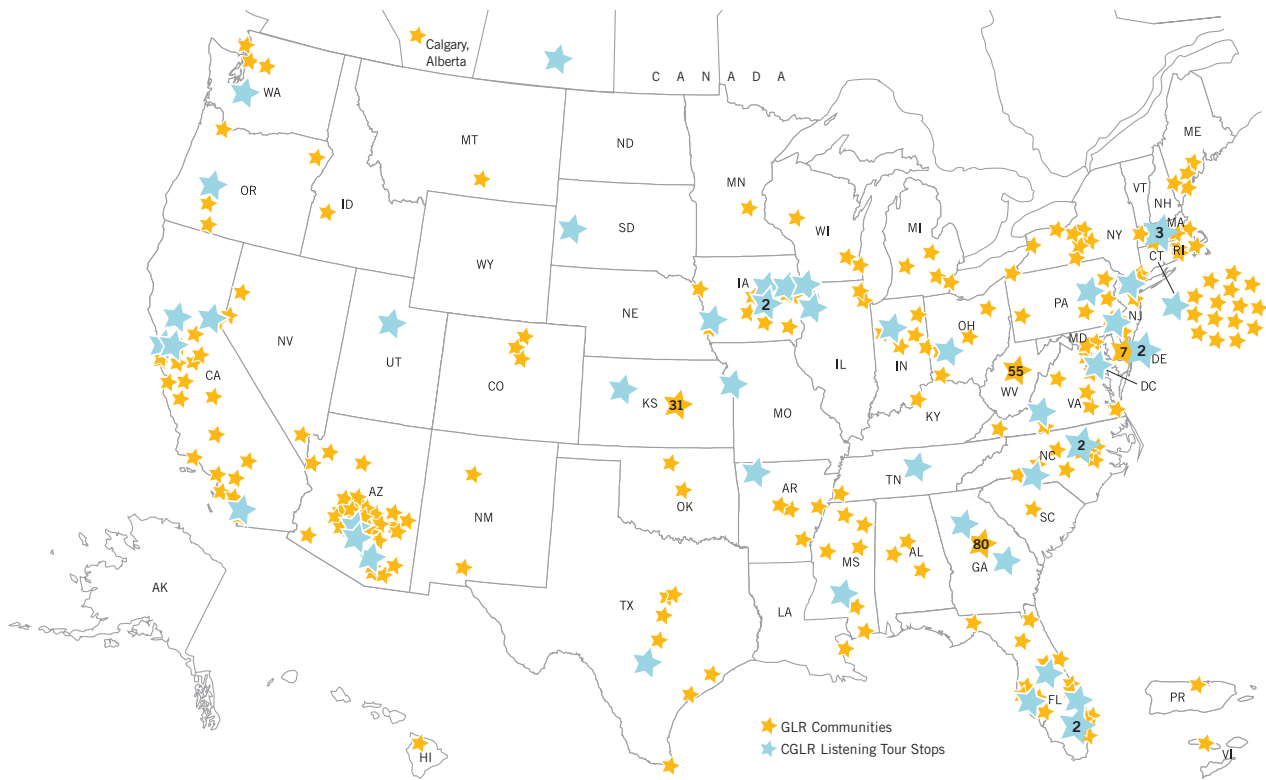 Calgary,
Alberta
C A N A D A
WA
MT
ND
ME
MN
VT
OR
ID
SD
WI
MI
NH
MA
NY
3
RI
CT
WY
IA
2
PA
NE
NJ
OH
NV
UT
MD
7
2
DE
CO
IL
IN
CA
WV
55
DC
KS
31
MO
KY
VA
2
NC
TN
AZ
AR
OK
NM
SC
80
MS
AL
GA
AK
TX
LA
FL
PR
2
GLR Communities
CGLR Listening Tour Stops
HI
VI